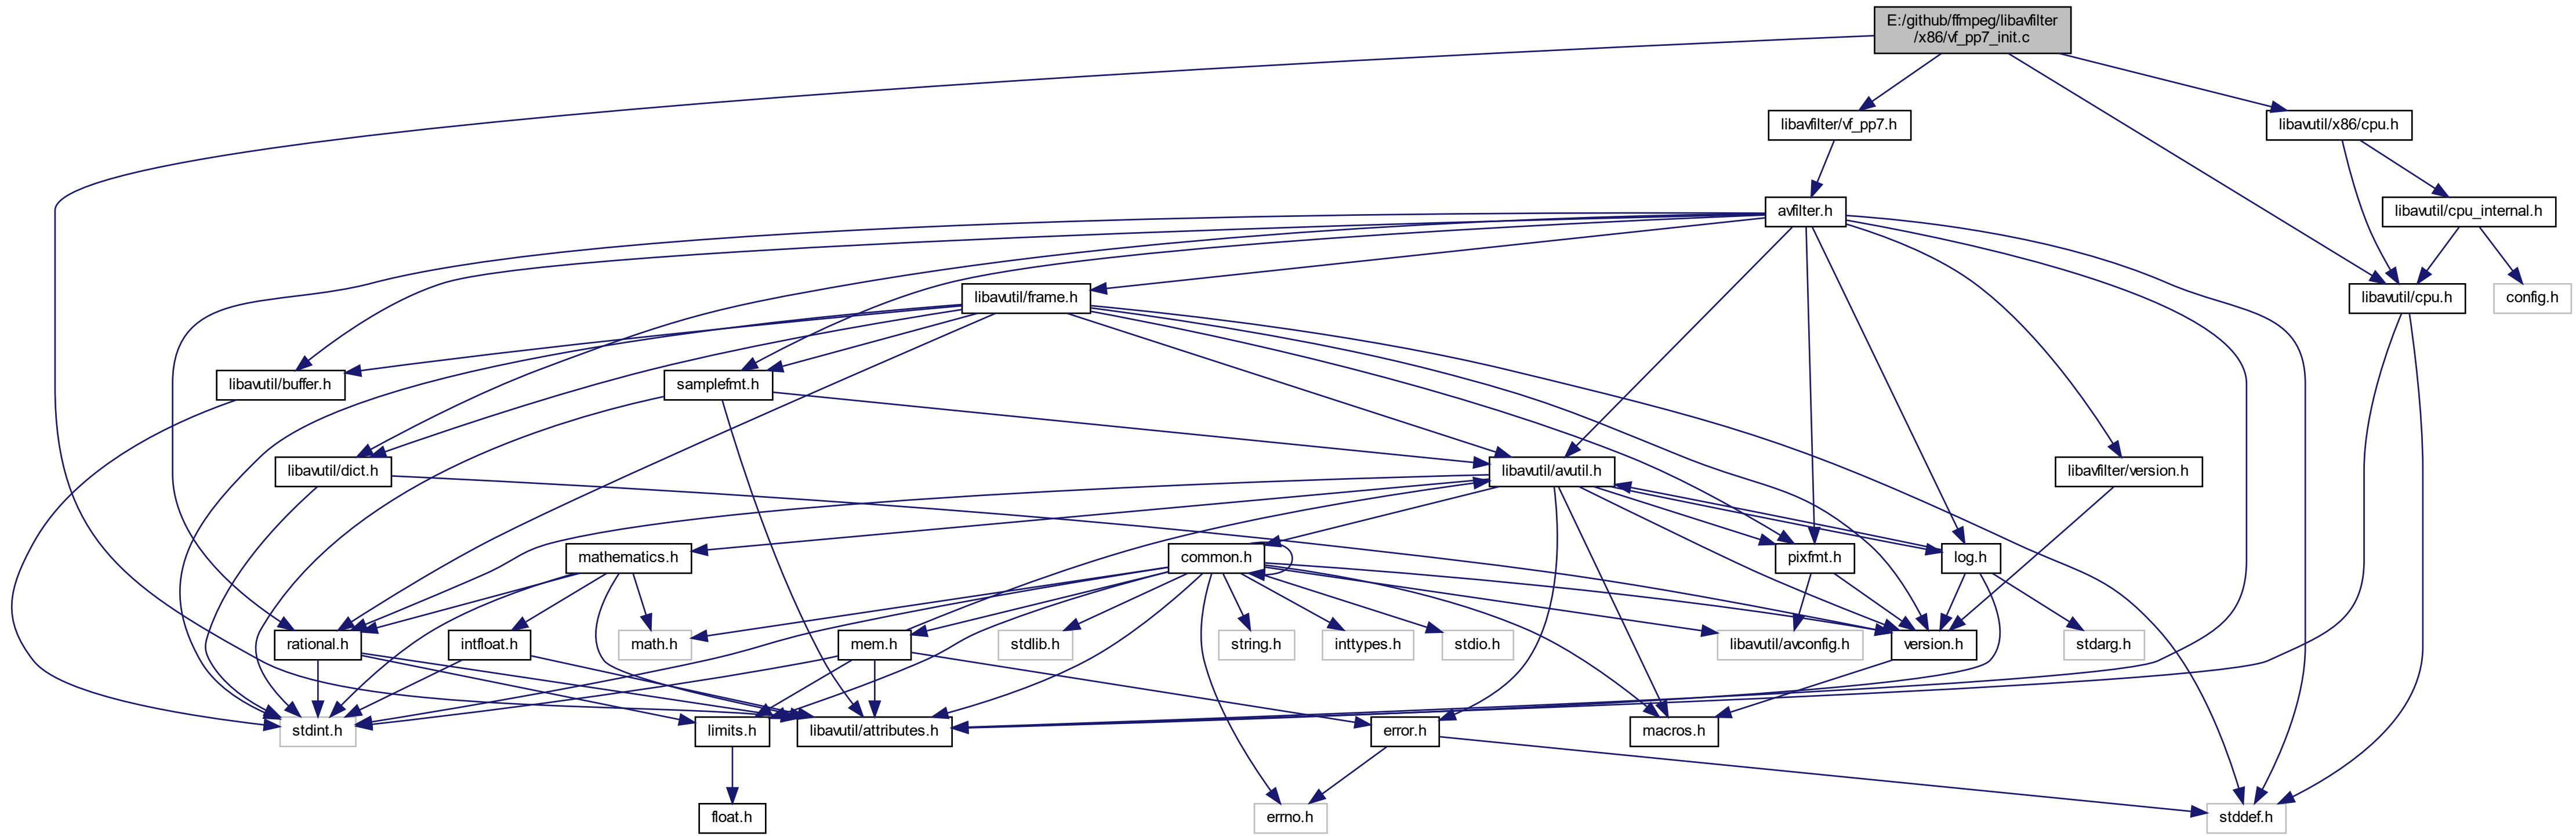 E:/github/ffmpeg/libavfilter
/x86/vf_pp7_init.c
libavfilter/vf_pp7.h
libavutil/x86/cpu.h
avfilter.h
libavutil/cpu_internal.h
libavutil/frame.h
libavutil/cpu.h
config.h
libavutil/buffer.h
samplefmt.h
libavutil/dict.h
libavutil/avutil.h
libavfilter/version.h
mathematics.h
common.h
pixfmt.h
log.h
rational.h
intfloat.h
math.h
mem.h
stdlib.h
string.h
inttypes.h
stdio.h
libavutil/avconfig.h
version.h
stdarg.h
stdint.h
limits.h
libavutil/attributes.h
error.h
macros.h
float.h
errno.h
stddef.h